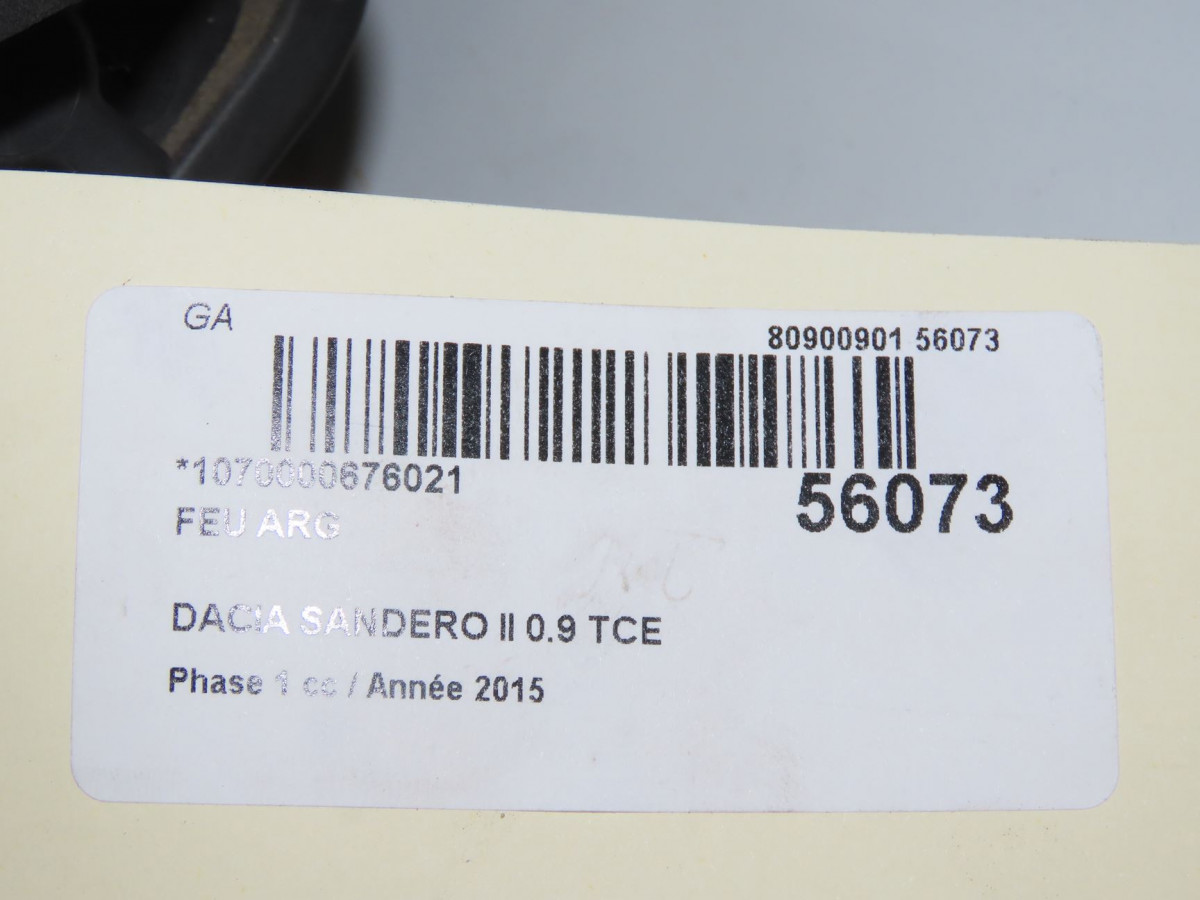 GA
80900901 56073
*1070000676021
56073
FEU ARG
DACIA SANDERO II 0.9 TCE
Phase 1 cc / Année 2015